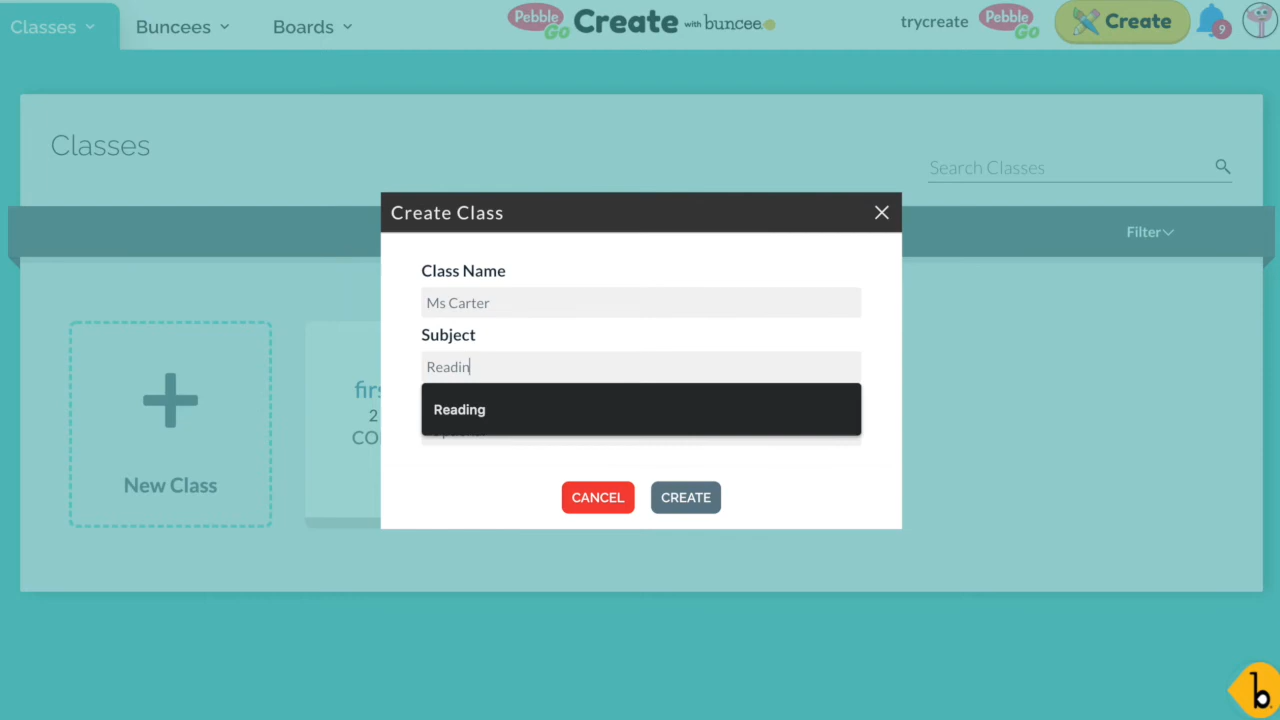 Classes
Buncees
Boards
Pebble GO Create with buncee
trycreate
Pebble GO
Create
9
Classes
Search Classes
Filter
Create Class
Class Name
Ms Carter
Subject
Readin
Reading
CANCEL
CREATE
New Class
2
b